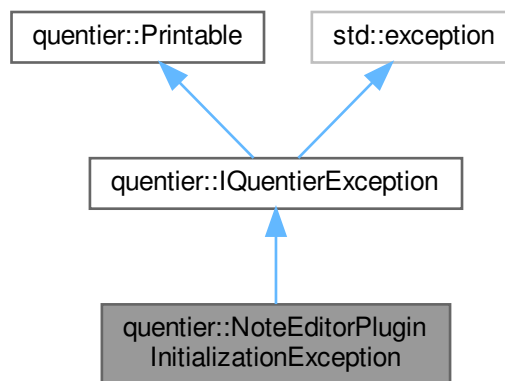 quentier::Printable
std::exception
quentier::IQuentierException
quentier::NoteEditorPlugin
InitializationException